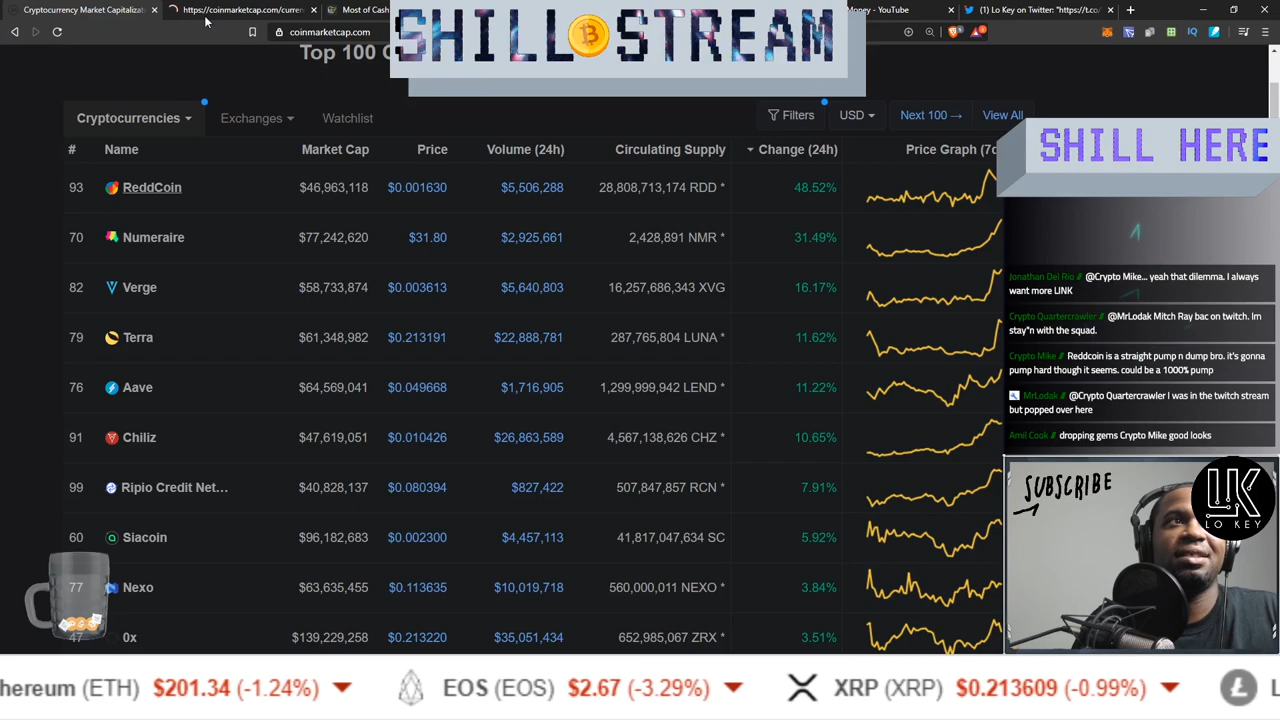 Cryptocurrency Market Capitaliza
https://coinmarketcap.com/curren
Most of Cash
Money - YouTube
(1) Lo Key on Twitter: "https://t.co/
coinmarketcap.com
SHILL STREAM
Top 100 C
Cryptocurrencies
Exchanges
Watchlist
Filters
USD
Next 100 →
View All
# Name Market Cap Price Volume (24h) Circulating Supply Change (24h) Price Graph (7d
93 ReddCoin $46,963,118 $0.001630 $5,506,288 28,808,713,174 RDD * 48.52%
70 Numeraire $77,242,620 $31.80 $2,925,661 2,428,891 NMR * 31.49%
82 Verge $58,733,874 $0.003613 $5,640,803 16,257,686,343 XVG 16.17%
79 Terra $61,348,982 $0.213191 $22,888,781 287,765,804 LUNA * 11.62%
76 Aave $64,569,041 $0.049668 $1,716,905 1,299,999,942 LEND * 11.22%
91 Chiliz $47,619,051 $0.010426 $26,863,589 4,567,138,626 CHZ * 10.65%
99 Ripio Credit Net... $40,828,137 $0.080394 $827,422 507,847,857 RCN * 7.91%
60 Siacoin $96,182,683 $0.002300 $4,457,113 41,817,047,634 SC 5.92%
77 Nexo $63,635,455 $0.113635 $10,019,718 560,000,011 NEXO * 3.84%
47 0x $139,229,258 $0.213220 $35,051,434 652,985,067 ZRX * 3.51%
SHILL HERE
Jonathan Del Rio @Crypto Mike... yeah that dilemma. I always
want more LINK
Crypto Quartercrawler @MrLodak Mitch Ray bac on twitch. Im
stay"n with the squad.
Crypto Mike Reddcoin is a straight pump n dump bro. it's gonna
pump hard though it seems. could be a 1000% pump
MrLodak @Crypto Quartercrawler I was in the twitch stream
but popped over here
Amil Cook dropping gems Crypto Mike good looks
SUBSCRIBE
LK
LO KEY
hereum (ETH) $201.34 (-1.24%) EOS (EOS) $2.67 (-3.29%) XRP (XRP) $0.213609 (-0.99%) L